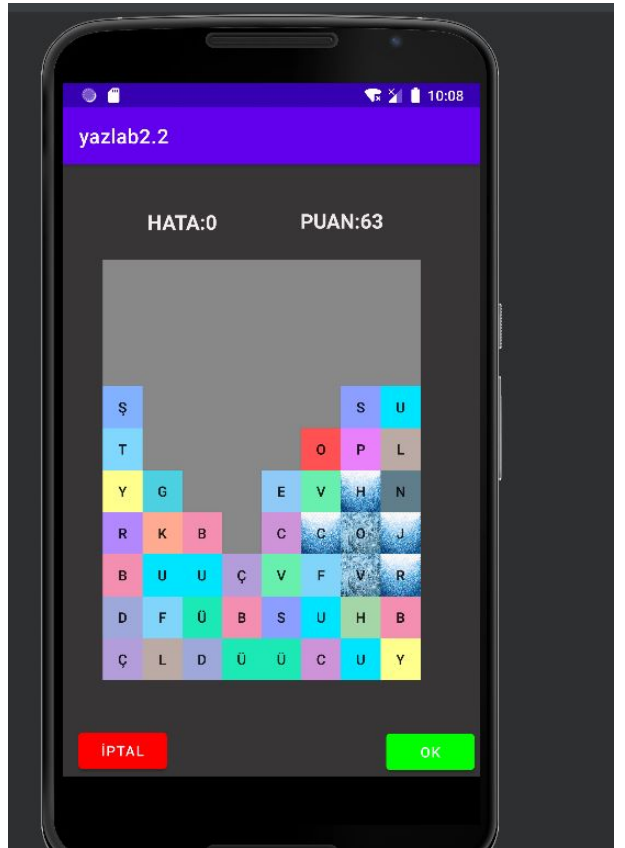 10:08
yazlab2.2
HATA:0 PUAN:63
Ş S U
T O P L
Y G E V H N
R K B C C O J
B U U Ç V F V R
D F Ü B S U H B
Ç L D Ü Ü C U Y
İPTAL OK